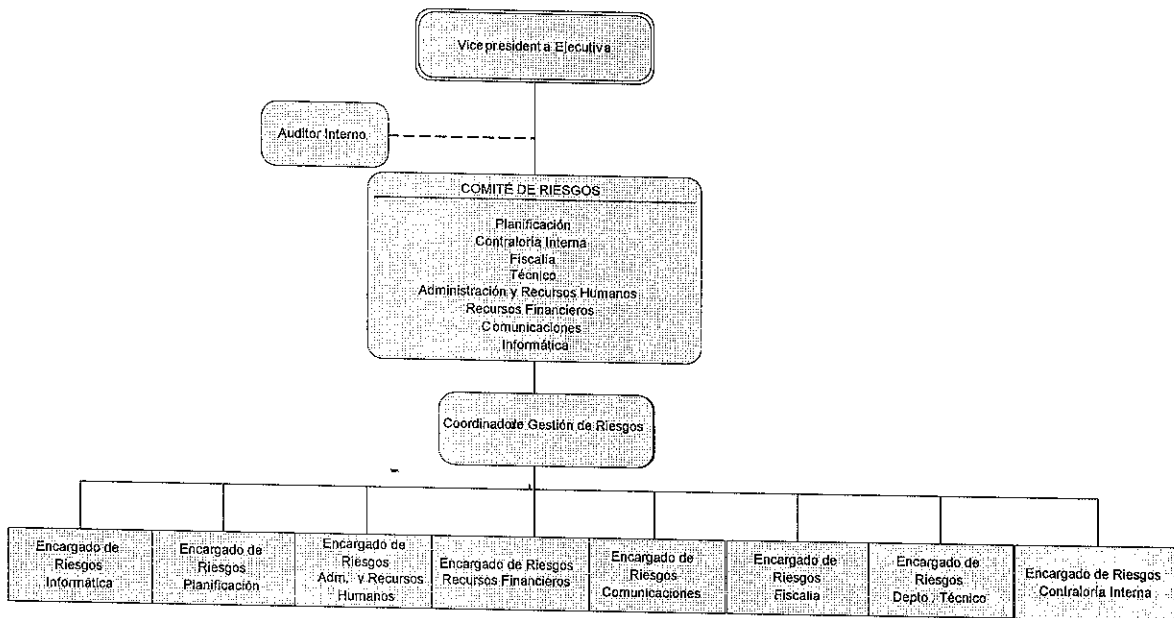 Vicepresidenta Ejecutiva
Auditor Interno
COMITÉ DE RIESGOS
Planificación
Contraloría Interna
Fiscalía
Técnico
Administración y Recursos Humanos
Recursos Financieros
Comunicaciones
Informática
Coordinador de Gestión de Riesgos
Encargado de
Riesgos
Informática
Encargado de
Riesgos
Planificación
Encargado de
Riesgos
Adm. y Recursos
Humanos
Encargado de Riesgos
Recursos Financieros
Encargado de
Riesgos
Comunicaciones
Encargado de
Riesgos
Fiscalía
Encargado de
Riesgos
Depto. Técnico
Encargado de Riesgos
Contraloría Interna